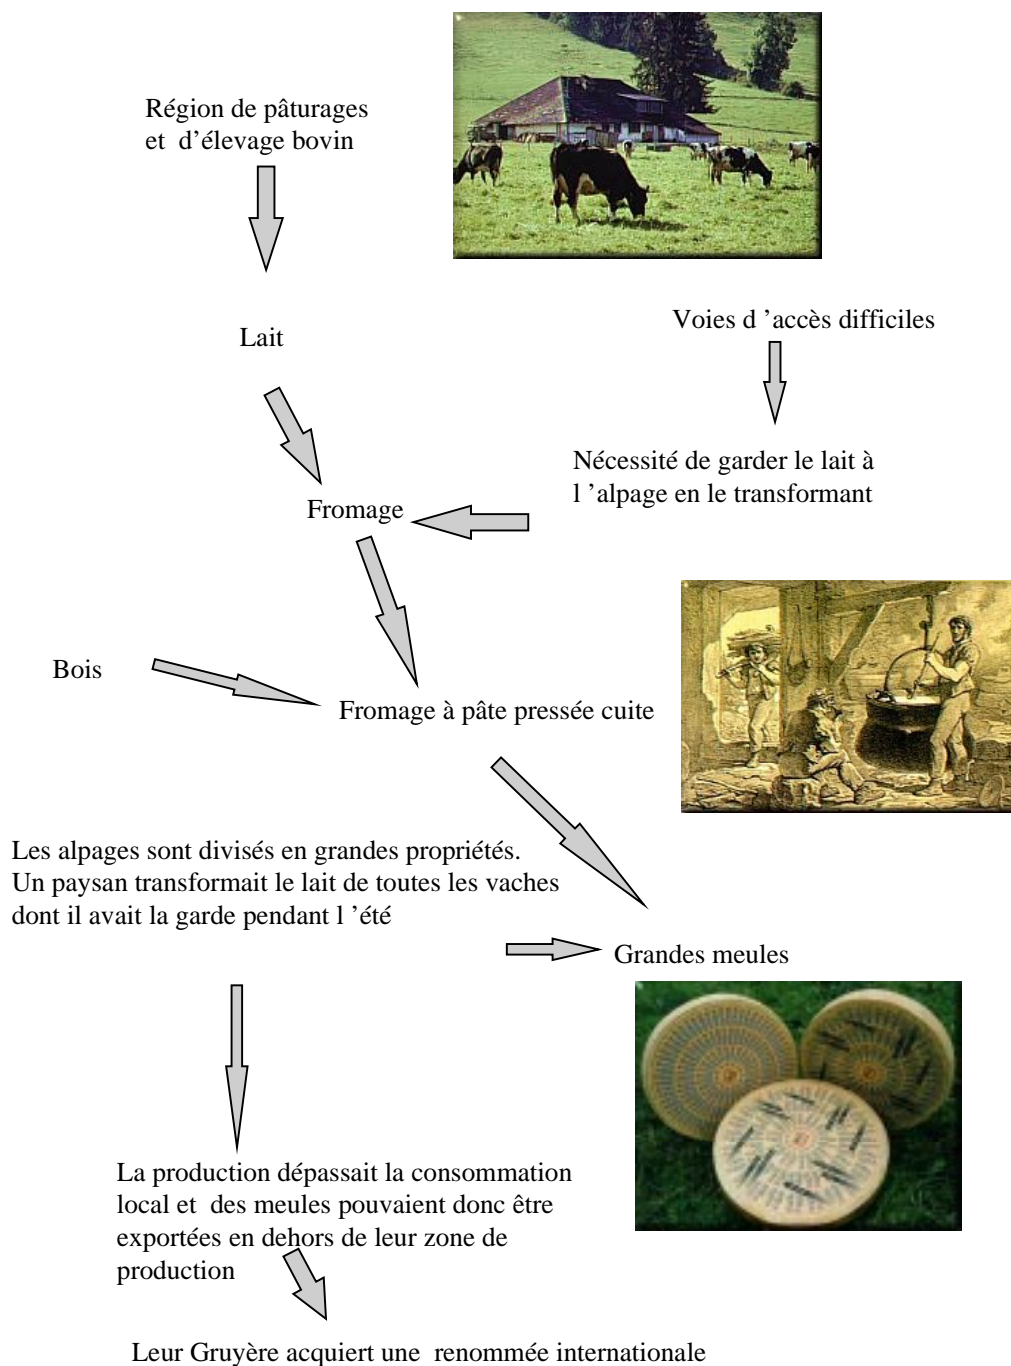 Région de pâturages
et  d’élevage bovin
Lait
Voies d ’accès difficiles
Nécessité de garder le lait à
l ’alpage en le transformant
Fromage
Bois
Fromage à pâte pressée cuite
Les alpages sont divisés en grandes propriétés.
Un paysan transformait le lait de toutes les vaches
dont il avait la garde pendant l ’été
Grandes meules
La production dépassait la consommation
local et  des meules pouvaient donc être
exportées en dehors de leur zone de
production
Leur Gruyère acquiert une  renommée internationale